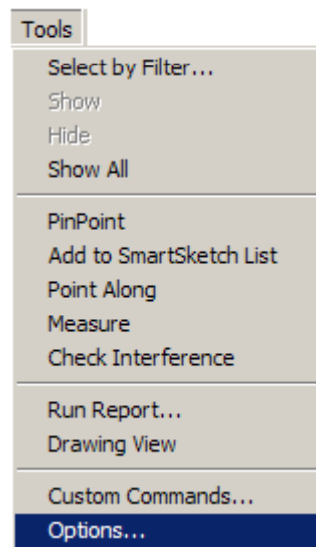 Tools
Select by Filter...
Show
Hide
Show All
PinPoint
Add to SmartSketch List
Point Along
Measure
Check Interference
Run Report...
Drawing View
Custom Commands...
Options...